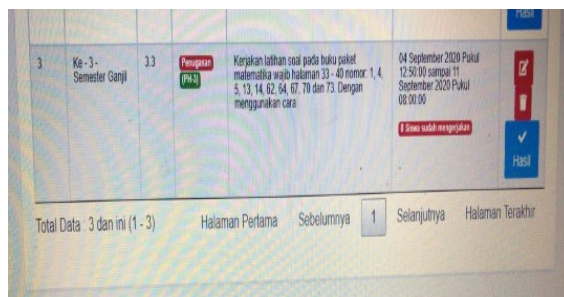 Hasil
3
Ke - 3 -
Semester Ganjil
3.3
Penugasan
(PH-3)
Kerjakan latihan soal pada buku paket
matematika wajib halaman 33 - 40 nomor: 1, 4,
5, 13, 14, 62, 64, 67, 70 dan 73. Dengan
menggunakan cara
04 September 2020 Pukul
12:50:00 sampai 11
September 2020 Pukul
08:00:00
Siswa sudah mengerjakan
Hasil
Total Data : 3 dan ini (1 - 3)
Halaman Pertama Sebelumnya 1 Selanjutnya Halaman Terakhir